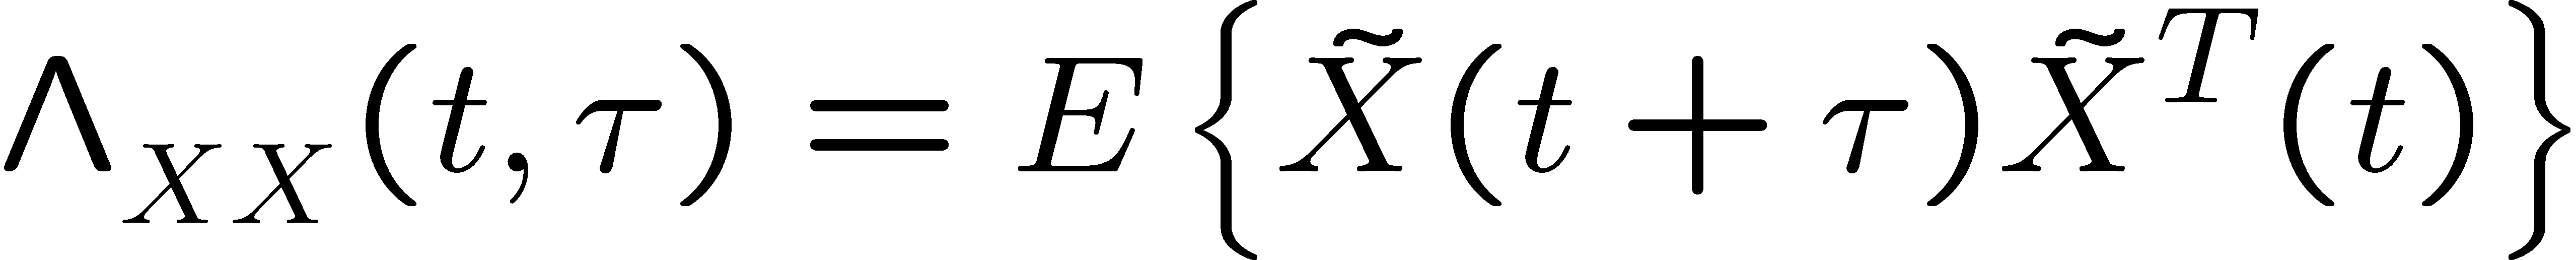 Λ_{XX}(t, τ) = E{X̃(t + τ)X̃^T(t)}